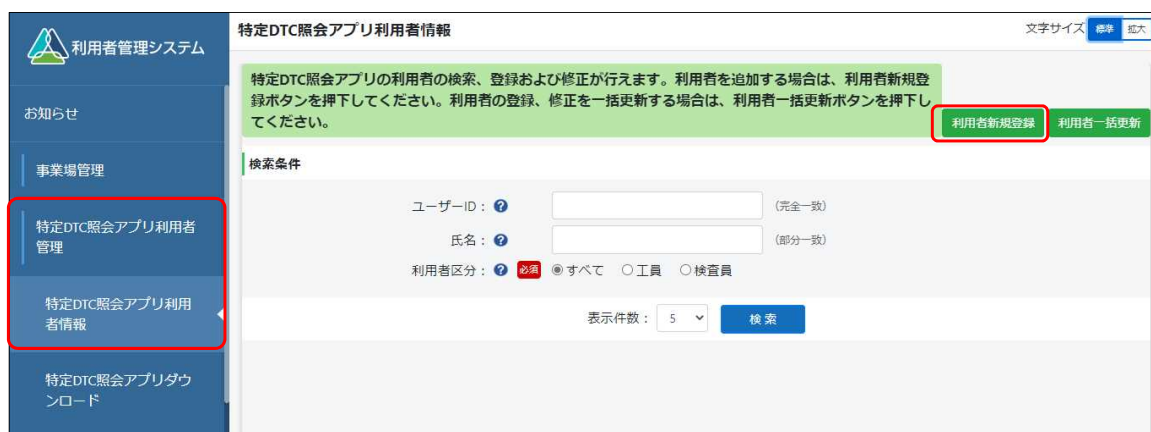 利用者管理システム
お知らせ
事業場管理
特定DTC照会アプリ利用者
管理
特定DTC照会アプリ利用
者情報
特定DTC照会アプリダウ
ンロード
特定DTC照会アプリ利用者情報
文字サイズ 標準 拡大
特定DTC照会アプリの利用者の検索、登録および修正が行えます。利用者を追加する場合は、利用者新規登
録ボタンを押下してください。利用者の登録、修正を一括更新する場合は、利用者一括更新ボタンを押下し
てください。
利用者新規登録 利用者一括更新
検索条件
ユーザーID : ? (完全一致)
氏名 : ? (部分一致)
利用者区分 : ? 必須 すべて 工員 検査員
表示件数 : 5 検索